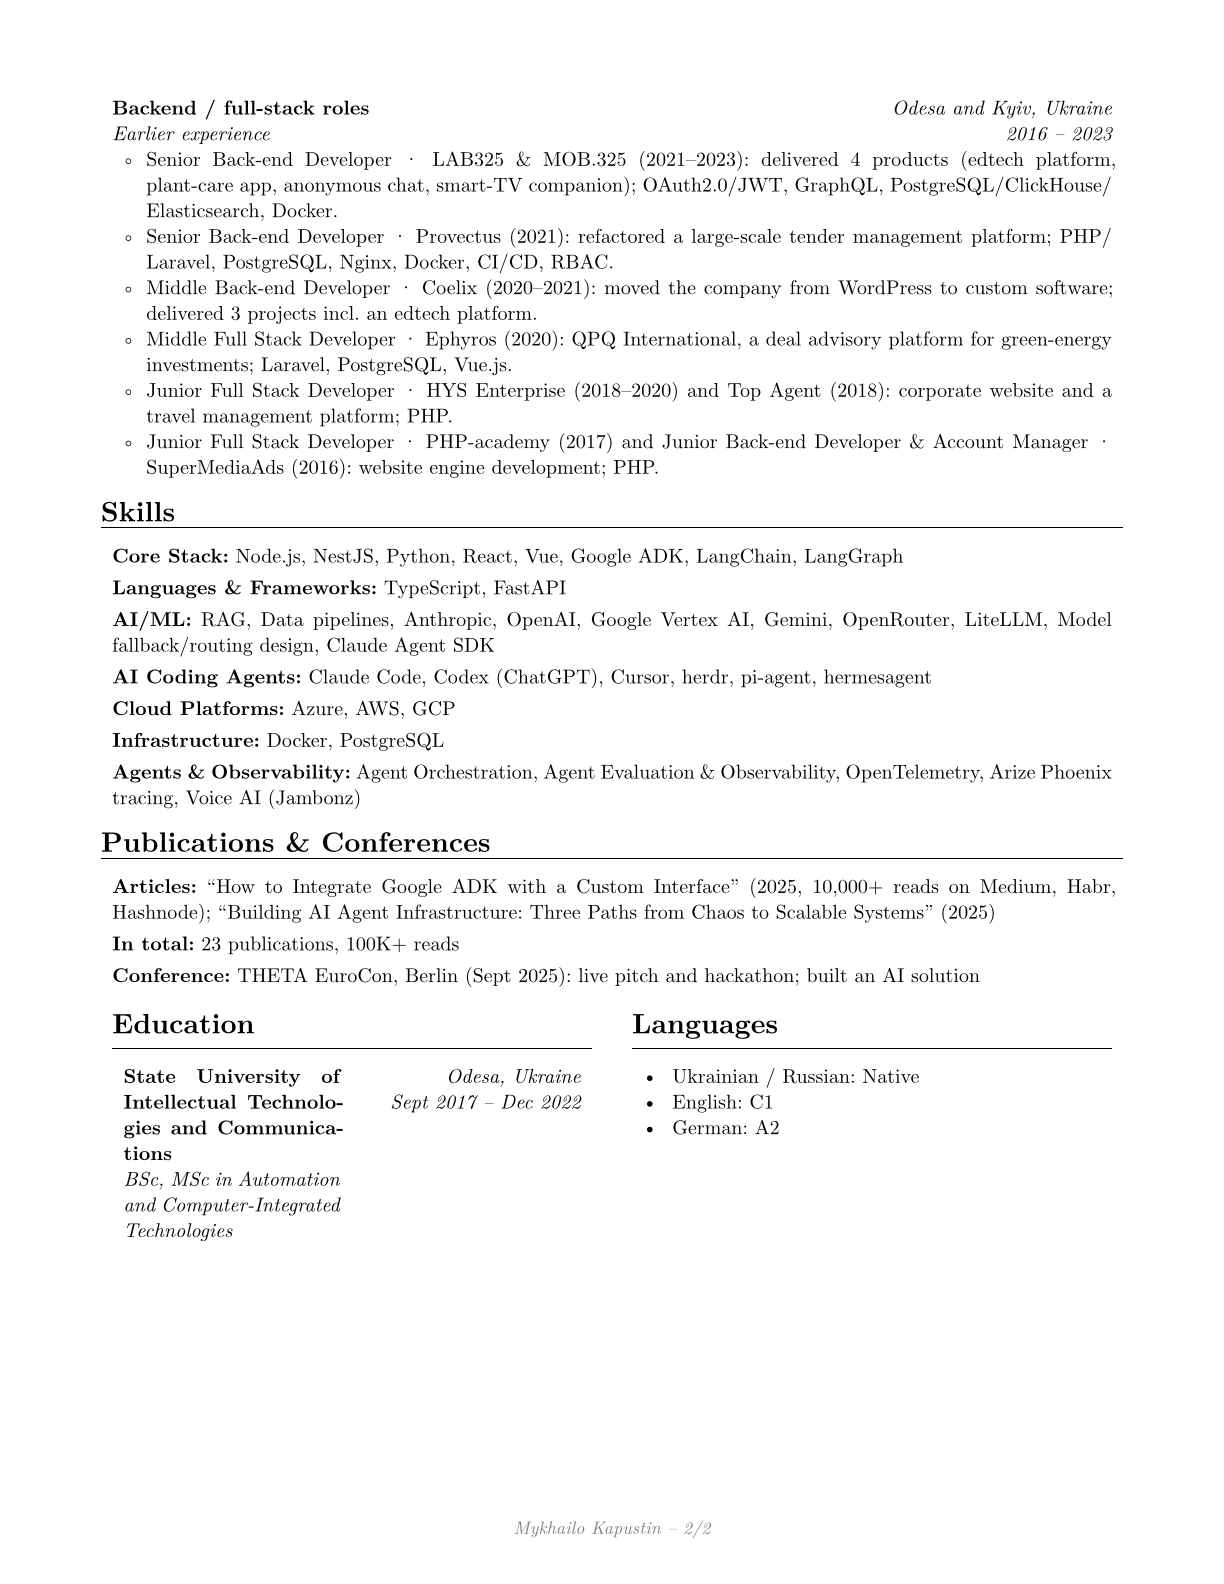 Backend / full-stack roles Odesa and Kyiv, Ukraine
Earlier experience 2016 – 2023
◦ Senior Back-end Developer · LAB325 & MOB.325 (2021–2023): delivered 4 products (edtech platform,
plant-care app, anonymous chat, smart-TV companion); OAuth2.0/JWT, GraphQL, PostgreSQL/ClickHouse/
Elasticsearch, Docker.
◦ Senior Back-end Developer · Provectus (2021): refactored a large-scale tender management platform; PHP/
Laravel, PostgreSQL, Nginx, Docker, CI/CD, RBAC.
◦ Middle Back-end Developer · Coelix (2020–2021): moved the company from WordPress to custom software;
delivered 3 projects incl. an edtech platform.
◦ Middle Full Stack Developer · Ephyros (2020): QPQ International, a deal advisory platform for green-energy
investments; Laravel, PostgreSQL, Vue.js.
◦ Junior Full Stack Developer · HYS Enterprise (2018–2020) and Top Agent (2018): corporate website and a
travel management platform; PHP.
◦ Junior Full Stack Developer · PHP-academy (2017) and Junior Back-end Developer & Account Manager ·
SuperMediaAds (2016): website engine development; PHP.
Skills
Core Stack: Node.js, NestJS, Python, React, Vue, Google ADK, LangChain, LangGraph
Languages & Frameworks: TypeScript, FastAPI
AI/ML: RAG, Data pipelines, Anthropic, OpenAI, Google Vertex AI, Gemini, OpenRouter, LiteLLM, Model
fallback/routing design, Claude Agent SDK
AI Coding Agents: Claude Code, Codex (ChatGPT), Cursor, herdr, pi-agent, hermesagent
Cloud Platforms: Azure, AWS, GCP
Infrastructure: Docker, PostgreSQL
Agents & Observability: Agent Orchestration, Agent Evaluation & Observability, OpenTelemetry, Arize Phoenix
tracing, Voice AI (Jambonz)
Publications & Conferences
Articles: “How to Integrate Google ADK with a Custom Interface” (2025, 10,000+ reads on Medium, Habr,
Hashnode); “Building AI Agent Infrastructure: Three Paths from Chaos to Scalable Systems” (2025)
In total: 23 publications, 100K+ reads
Conference: THETA EuroCon, Berlin (Sept 2025): live pitch and hackathon; built an AI solution
Education
State University of Odesa, Ukraine
Intellectual Technolo- Sept 2017 – Dec 2022
gies and Communica-
tions
BSc, MSc in Automation
and Computer-Integrated
Technologies
Languages
• Ukrainian / Russian: Native
• English: C1
• German: A2
Mykhailo Kapustin – 2/2